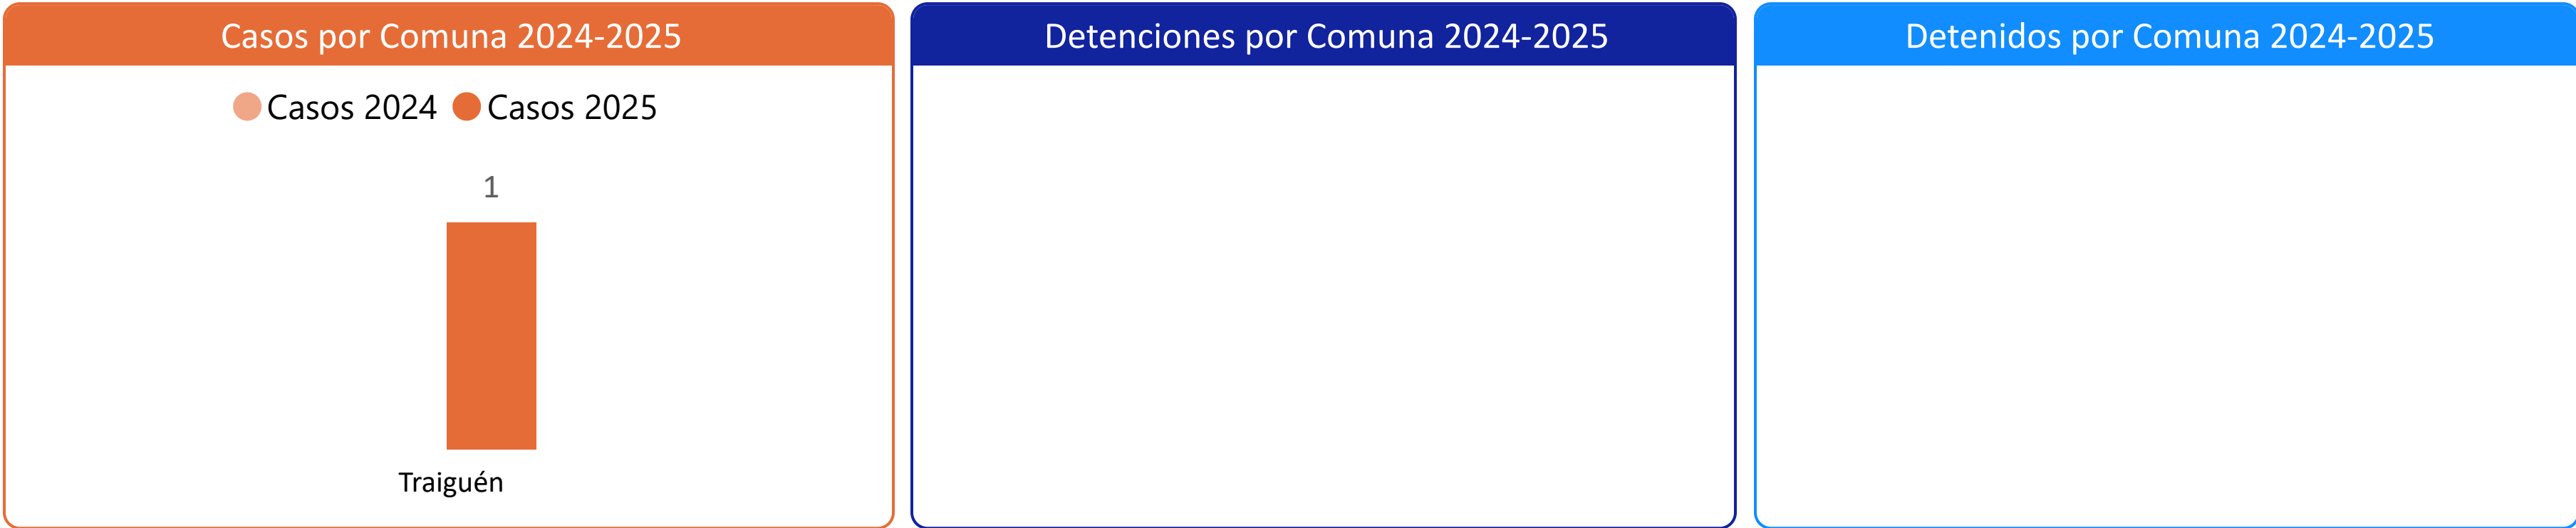 Casos por Comuna 2024-2025
Casos 2024 Casos 2025
1
Traiguén
Detenciones por Comuna 2024-2025
Detenidos por Comuna 2024-2025